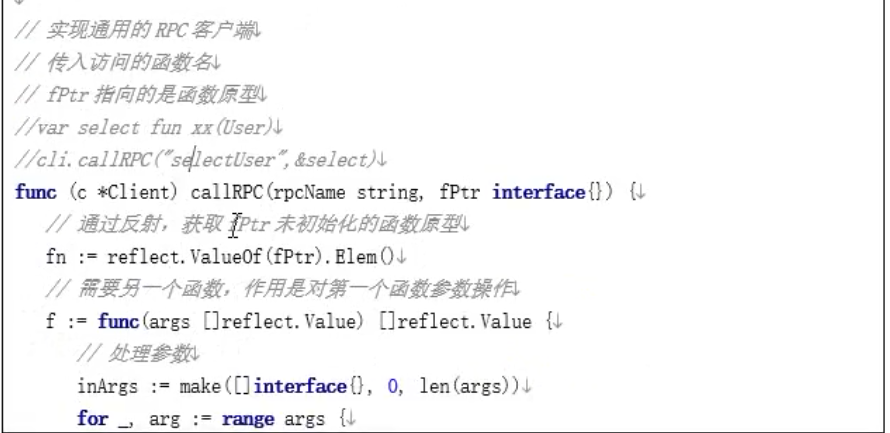 // 实现通用的 RPC 客户端↓
// 传入访问的函数名↓
// fPtr 指向的是函数原型↓
//var select fun xx(User)↓
//cli.callRPC("selectUser",&select)↓
func (c *Client) callRPC(rpcName string, fPtr interface{}) {↓
// 通过反射，获取 fPtr 未初始化的函数原型↓
fn := reflect.ValueOf(fPtr).Elem()↓
// 需要另一个函数，作用是对第一个函数参数操作↓
f := func(args []reflect.Value) []reflect.Value {↓
// 处理参数↓
inArgs := make([]interface{}, 0, len(args))↓
for _, arg := range args {↓